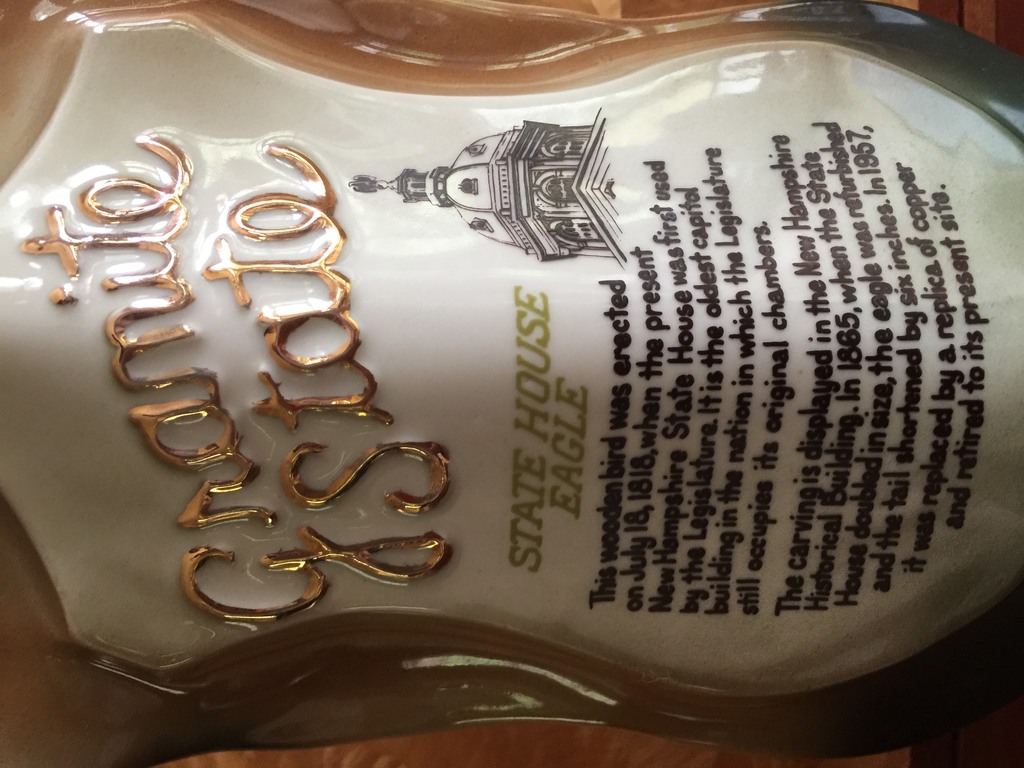 Granite
State
STATE HOUSE
EAGLE
This wooden bird was erected
on July 18, 1818, when the present
New Hampshire State House was first used
by the Legislature. It is the oldest capitol
building in the nation in which the Legislature
still occupies its original chambers.
The carving is displayed in the New Hampshire
Historical Building. In 1865, when the State
House doubled in size, the eagle was refurbished
and the tail shortened by six inches. In 1957,
it was replaced by a replica of copper
and retired to its present site.